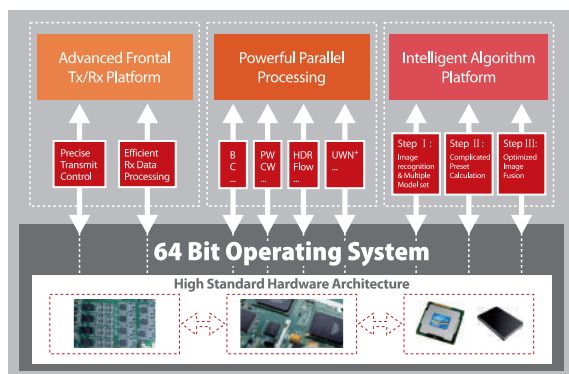 Advanced Frontal
Tx/Rx Platform
Powerful Parallel
Processing
Intelligent Algorithm
Platform
Precise
Transmit
Control
Efficient
Rx Data
Processing
B
C
...
PW
CW
...
HDR
Flow
...
UWN+
...
Step Ⅰ :
Image
recognition
& Multiple
Model set
Step Ⅱ :
Complicated
Preset
Calculation
Step Ⅲ:
Optimized
Image
Fusion
64 Bit Operating System
High Standard Hardware Architecture